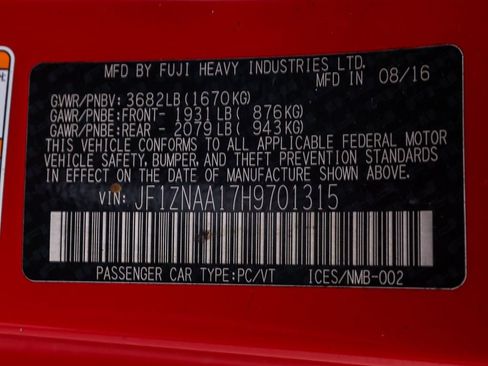 MFD BY FUJI HEAVY INDUSTRIES LTD.
IN 08/16
GVWR/PNBV: 3682LB(1670KG)
GAWR/PNBE:FRONT- 1931LB( 876KG)
GAWR/PNBE:REAR - 2079LB( 943KG)
THIS VEHICLE CONFORMS TO ALL APPLICABLE FEDERAL MOTOR
VEHICLE SAFETY, BUMPER, AND THEFT PREVENTION STANDARDS
IN EFFECT ON THE DATE OF MANUFACTURE SHOWN ABOVE.
VIN: JF1ZNAA17H9701315
PASSENGER CAR TYPE:PC/VT ICES/NMB-002